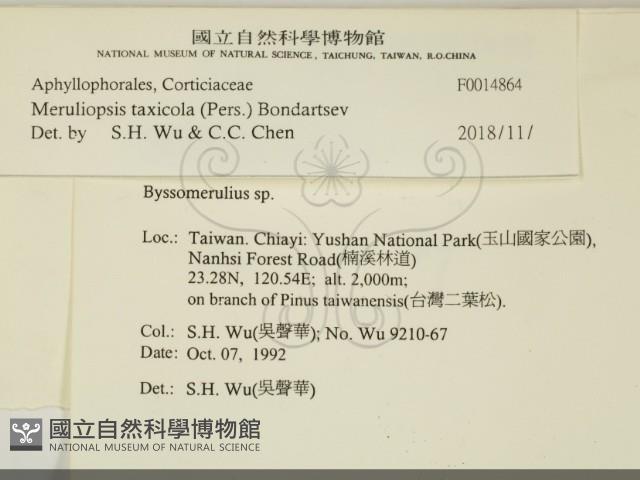 國立自然科學博物館
NATIONAL MUSEUM OF NATURAL SCIENCE, TAICHUNG, TAIWAN, R.O.CHINA
Aphyllophorales, Corticiaceae F0014864
Meruliopsis taxicola (Pers.) Bondartsev
Det. by S.H. Wu & C.C. Chen 2018/11/
Byssomerulius sp.
Loc.: Taiwan. Chiayi: Yushan National Park(玉山國家公園),
Nanhsi Forest Road(楠溪林道)
23.28N, 120.54E; alt. 2,000m;
on branch of Pinus taiwanensis(台灣二葉松).
Col.: S.H. Wu(吳聲華); No. Wu 9210-67
Date: Oct. 07, 1992
Det.: S.H. Wu(吳聲華)
國立自然科學博物館
NATIONAL MUSEUM OF NATURAL SCIENCE